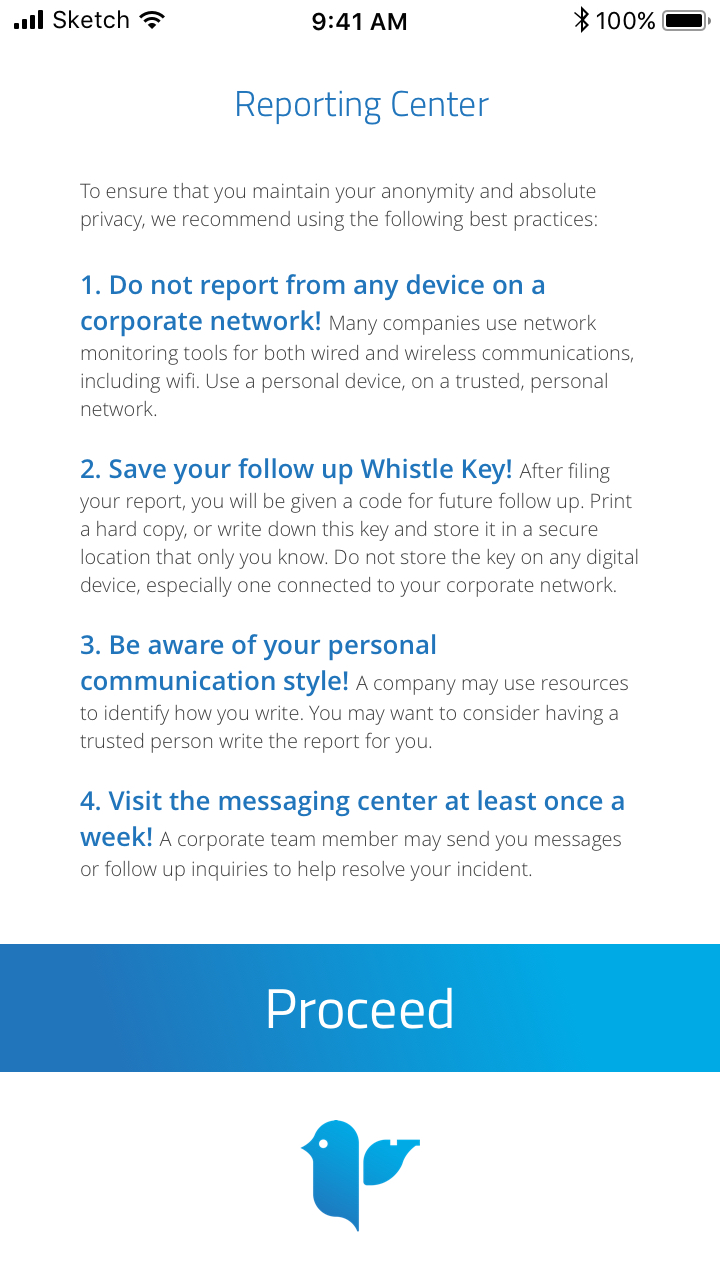 Sketch 9:41 AM 100%
Reporting Center
To ensure that you maintain your anonymity and absolute
privacy, we recommend using the following best practices:
1. Do not report from any device on a
corporate network! Many companies use network
monitoring tools for both wired and wireless communications,
including wifi. Use a personal device, on a trusted, personal
network.
2. Save your follow up Whistle Key! After filing
your report, you will be given a code for future follow up. Print
a hard copy, or write down this key and store it in a secure
location that only you know. Do not store the key on any digital
device, especially one connected to your corporate network.
3. Be aware of your personal
communication style! A company may use resources
to identify how you write. You may want to consider having a
trusted person write the report for you.
4. Visit the messaging center at least once a
week! A corporate team member may send you messages
or follow up inquiries to help resolve your incident.
Proceed